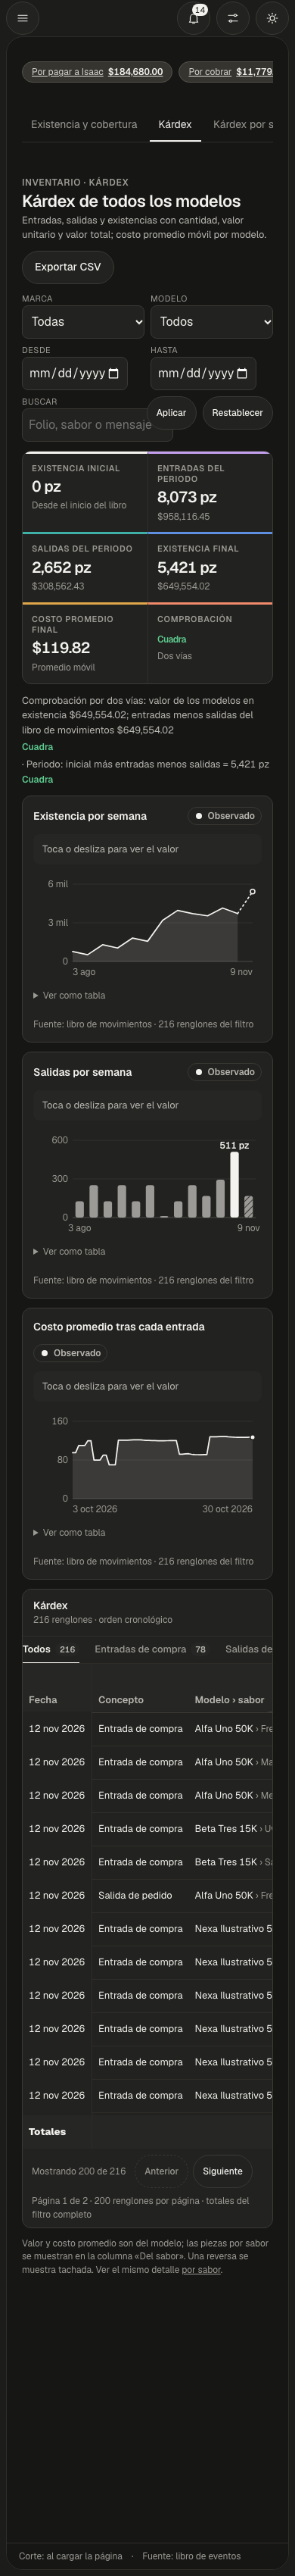 14
Por pagar a Isaac $184,680.00
Por cobrar $11,779
Existencia y cobertura Kárdex Kárdex por s
INVENTARIO · KÁRDEX
Kárdex de todos los modelos
Entradas, salidas y existencias con cantidad, valor
unitario y valor total; costo promedio móvil por modelo.
Exportar CSV
MARCA MODELO
Todas Todos
DESDE HASTA
mm/dd/yyyy mm/dd/yyyy
BUSCAR
Folio, sabor o mensaje Aplicar Restablecer
EXISTENCIA INICIAL
0 pz
Desde el inicio del libro
ENTRADAS DEL
PERIODO
8,073 pz
$958,116.45
SALIDAS DEL PERIODO
2,652 pz
$308,562.43
EXISTENCIA FINAL
5,421 pz
$649,554.02
COSTO PROMEDIO
FINAL
$119.82
Promedio móvil
COMPROBACIÓN
Cuadra
Dos vías
Comprobación por dos vías: valor de los modelos en
existencia $649,554.02; entradas menos salidas del
libro de movimientos $649,554.02
Cuadra
· Periodo: inicial más entradas menos salidas = 5,421 pz
Cuadra
Existencia por semana Observado
Toca o desliza para ver el valor
6 mil
3 mil
0
3 ago 9 nov
Ver como tabla
Fuente: libro de movimientos · 216 renglones del filtro
Salidas por semana Observado
Toca o desliza para ver el valor
600
511 pz
300
0
3 ago 9 nov
Ver como tabla
Fuente: libro de movimientos · 216 renglones del filtro
Costo promedio tras cada entrada
Observado
Toca o desliza para ver el valor
160
80
0
3 oct 2026 30 oct 2026
Ver como tabla
Fuente: libro de movimientos · 216 renglones del filtro
Kárdex
216 renglones · orden cronológico
Todos 216 Entradas de compra 78 Salidas de
Fecha Concepto Modelo › sabor
12 nov 2026 Entrada de compra Alfa Uno 50K › Fre
12 nov 2026 Entrada de compra Alfa Uno 50K › Ma
12 nov 2026 Entrada de compra Alfa Uno 50K › Me
12 nov 2026 Entrada de compra Beta Tres 15K › Uv
12 nov 2026 Entrada de compra Beta Tres 15K › Sa
12 nov 2026 Salida de pedido Alfa Uno 50K › Fre
12 nov 2026 Entrada de compra Nexa Ilustrativo 5
12 nov 2026 Entrada de compra Nexa Ilustrativo 5
12 nov 2026 Entrada de compra Nexa Ilustrativo 5
12 nov 2026 Entrada de compra Nexa Ilustrativo 5
12 nov 2026 Entrada de compra Nexa Ilustrativo 5
12 nov 2026 Entrada de compra Nexa Ilustrativo 5
Totales
Mostrando 200 de 216 Anterior Siguiente
Página 1 de 2 · 200 renglones por página · totales del
filtro completo
Valor y costo promedio son del modelo; las piezas por sabor
se muestran en la columna «Del sabor». Una reversa se
muestra tachada. Ver el mismo detalle por sabor.
Corte: al cargar la página · Fuente: libro de eventos